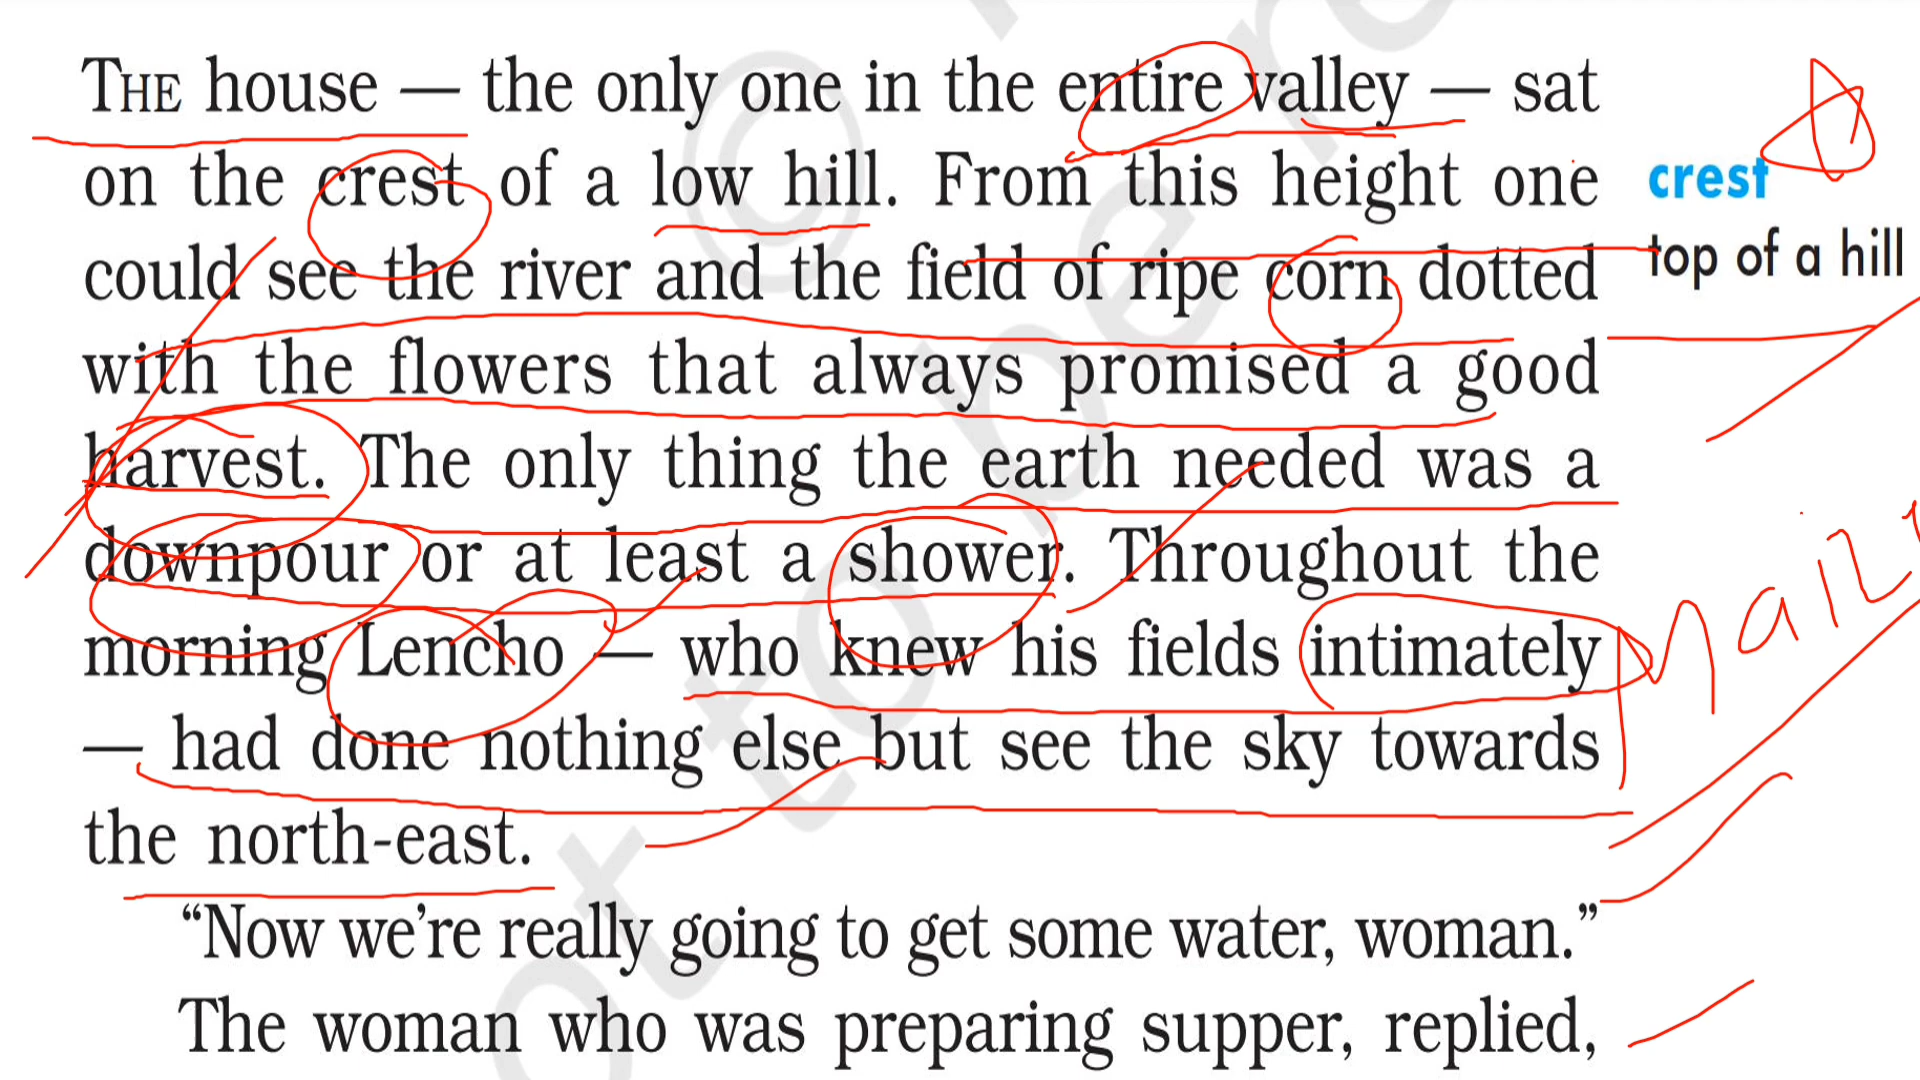 THE house — the only one in the entire valley — sat
on the crest of a low hill. From this height one
could see the river and the field of ripe corn dotted
with the flowers that always promised a good
harvest. The only thing the earth needed was a
downpour or at least a shower. Throughout the
morning Lencho — who knew his fields intimately
— had done nothing else but see the sky towards
the north-east.
“Now we’re really going to get some water, woman.”
The woman who was preparing supper, replied,
crest
top of a hill